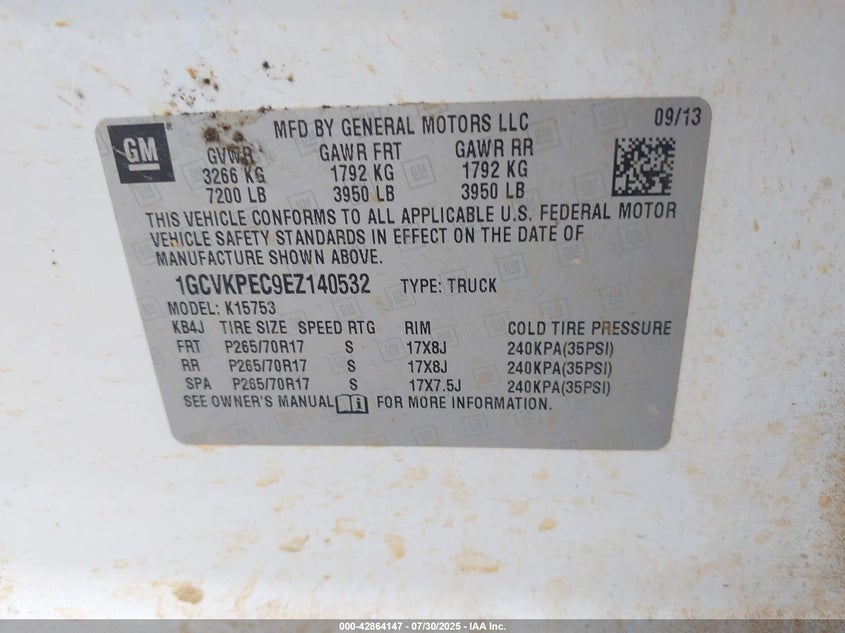 GM®
MFD BY GENERAL MOTORS LLC
09/13
GVWR GAWR FRT GAWR RR
3266 KG 1792 KG 1792 KG
7200 LB 3950 LB 3950 LB
THIS VEHICLE CONFORMS TO ALL APPLICABLE U.S. FEDERAL MOTOR
VEHICLE SAFETY STANDARDS IN EFFECT ON THE DATE OF
MANUFACTURE SHOWN ABOVE.
1GCVKPEC9EZ140532 TYPE: TRUCK
MODEL: K15753
KB4J TIRE SIZE SPEED RTG RIM COLD TIRE PRESSURE
FRT P265/70R17 S 17X8J 240KPA(35PSI)
RR P265/70R17 S 17X8J 240KPA(35PSI)
SPA P265/70R17 S 17X7.5J 240KPA(35PSI)
SEE OWNER'S MANUAL FOR MORE INFORMATION.
000-42864147 — 07/30/2025 — IAA Inc.